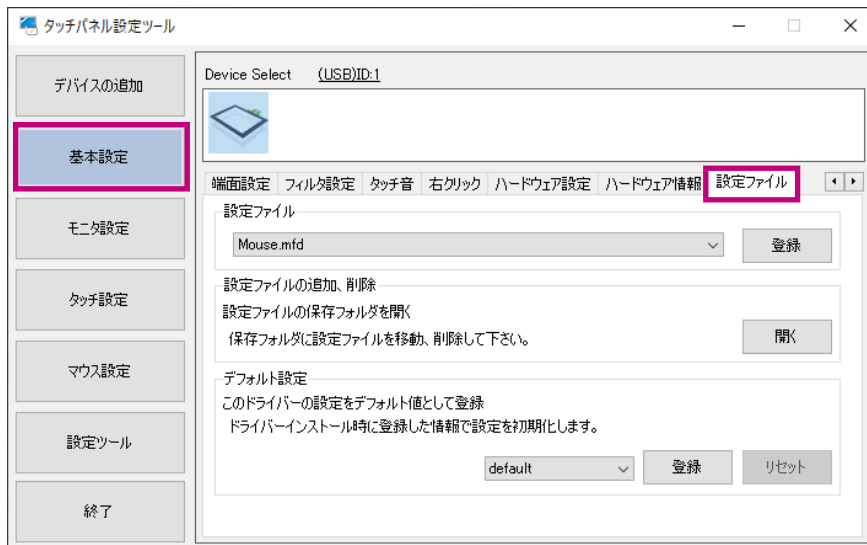 タッチパネル設定ツール
デバイスの追加
基本設定
モニタ設定
タッチ設定
マウス設定
設定ツール
終了
Device Select (USB)ID:1
端面設定 フィルタ設定 タッチ音 右クリック ハードウェア設定 ハードウェア情報 設定ファイル
設定ファイル
Mouse.mfd 登録
設定ファイルの追加、削除
設定ファイルの保存フォルダを開く
保存フォルダに設定ファイルを移動、削除して下さい。
開く
デフォルト設定
このドライバーの設定をデフォルト値として登録
ドライバーインストール時に登録した情報で設定を初期化します。
default 登録 リセット